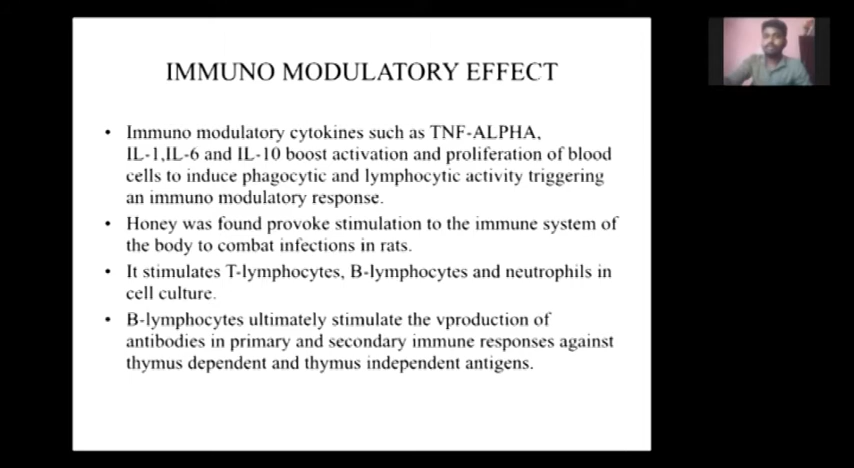 IMMUNO MODULATORY EFFECT
• Immuno modulatory cytokines such as TNF-ALPHA,
IL-1,IL-6 and IL-10 boost activation and proliferation of blood
cells to induce phagocytic and lymphocytic activity triggering
an immuno modulatory response.
• Honey was found provoke stimulation to the immune system of
the body to combat infections in rats.
• It stimulates T-lymphocytes, B-lymphocytes and neutrophils in
cell culture.
• B-lymphocytes ultimately stimulate the vproduction of
antibodies in primary and secondary immune responses against
thymus dependent and thymus independent antigens.